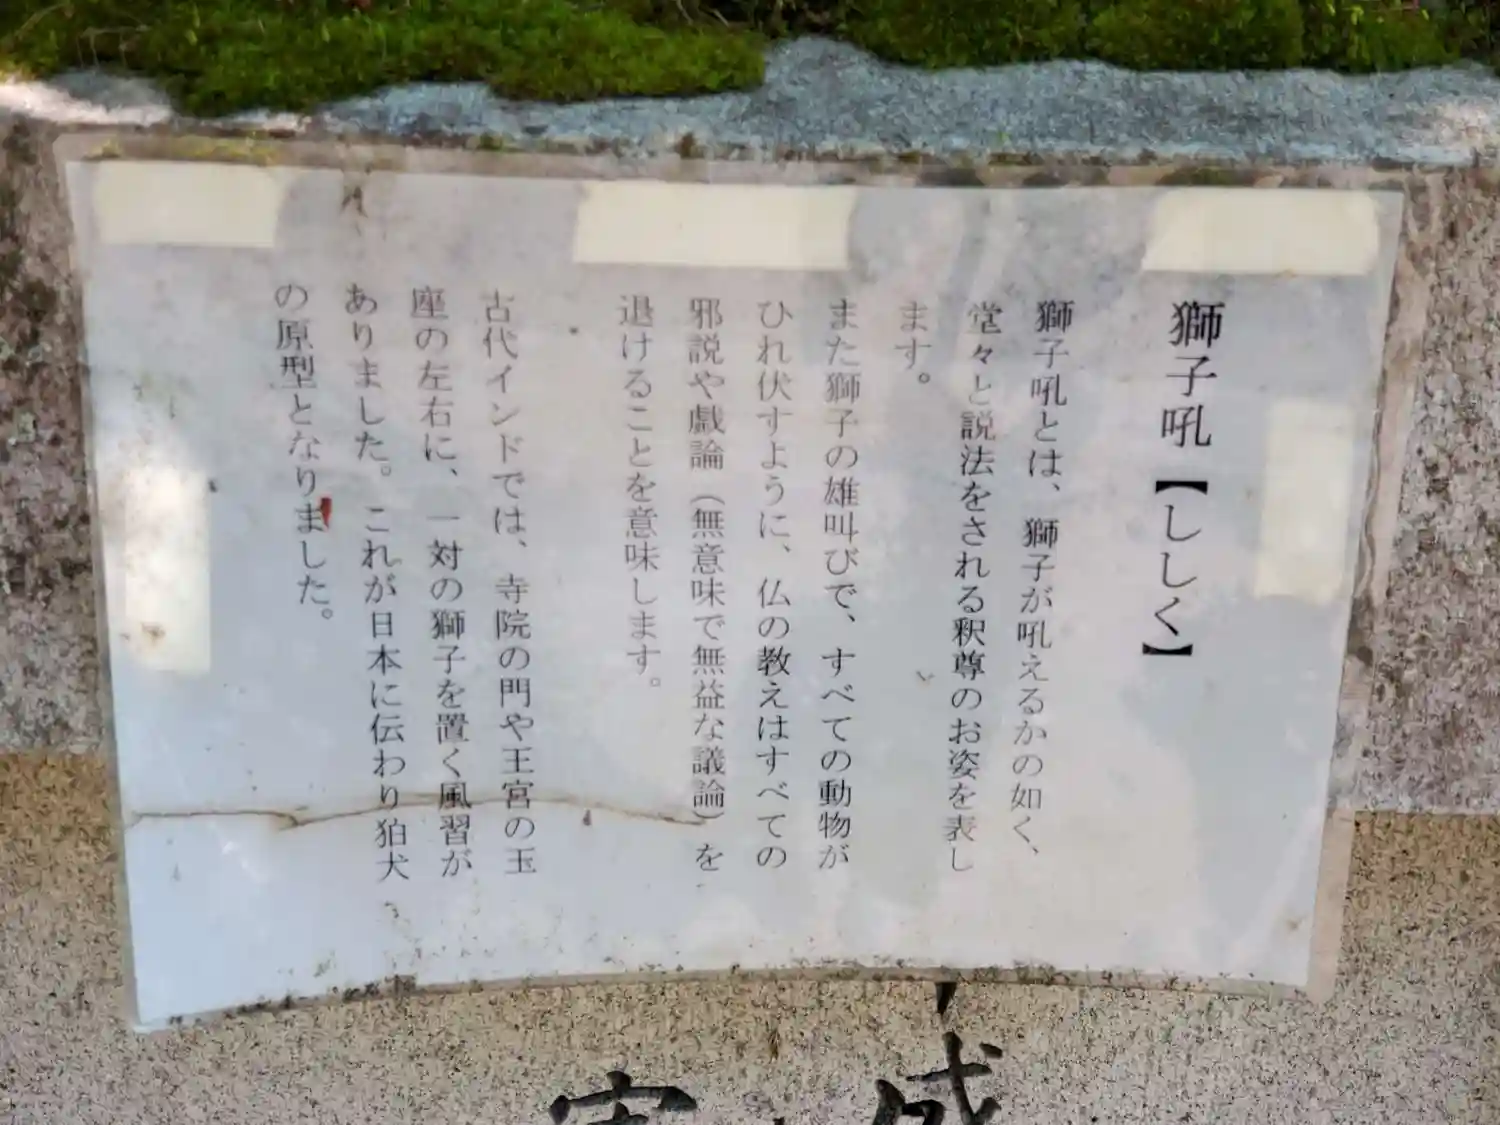 獅子吼【ししく】
獅子吼とは、獅子が吼えるかの如く、
堂々と説法をされる釈尊のお姿を表し
ます。
また獅子の雄叫びで、すべての動物が
ひれ伏すように、仏の教えはすべての
邪説や戯論（無意味で無益な議論）を
退けることを意味します。
古代インドでは、寺院の門や王宮の玉
座の左右に、一対の獅子を置く風習が
ありました。これが日本に伝わり狛犬
の原型となりました。